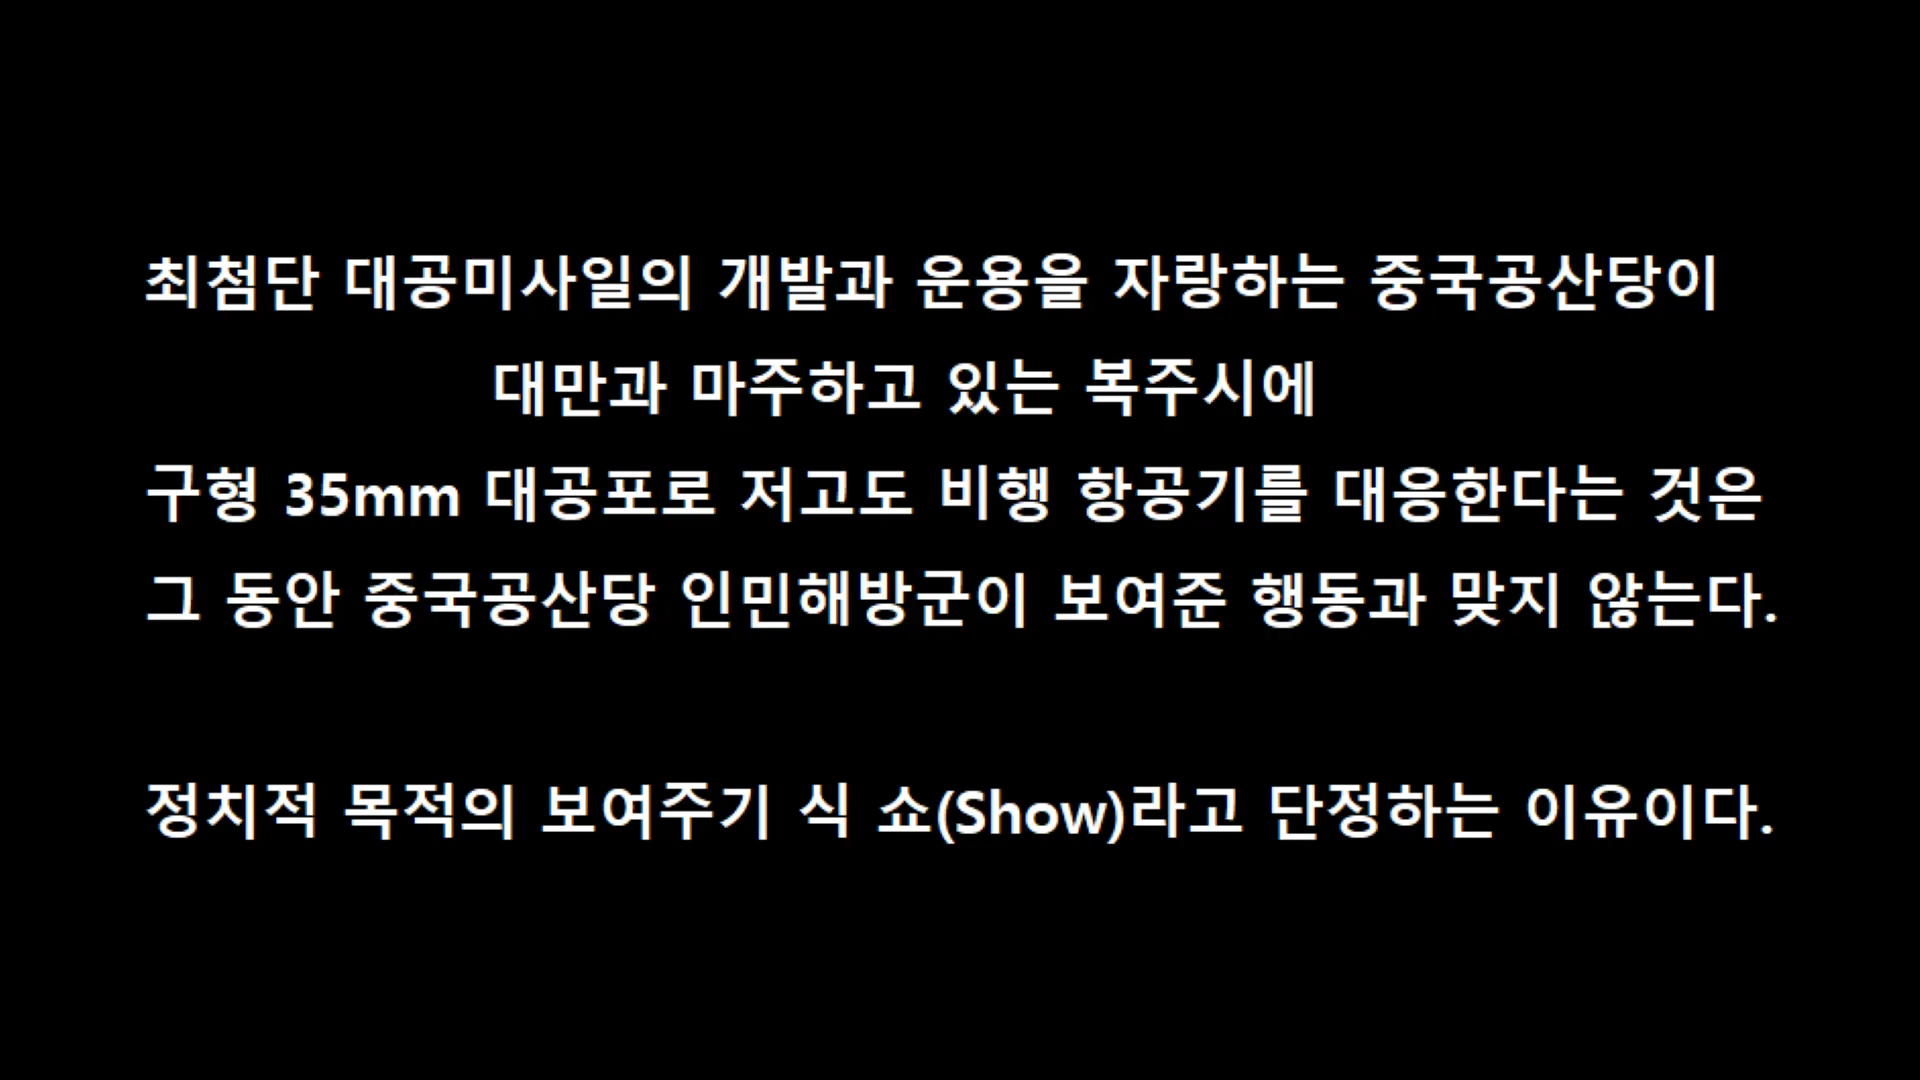 최첨단 대공미사일의 개발과 운용을 자랑하는 중국공산당이
대만과 마주하고 있는 복주시에
구형 35mm 대공포로 저고도 비행 항공기를 대응한다는 것은
그 동안 중국공산당 인민해방군이 보여준 행동과 맞지 않는다.
정치적 목적의 보여주기 식 쇼(Show)라고 단정하는 이유이다.